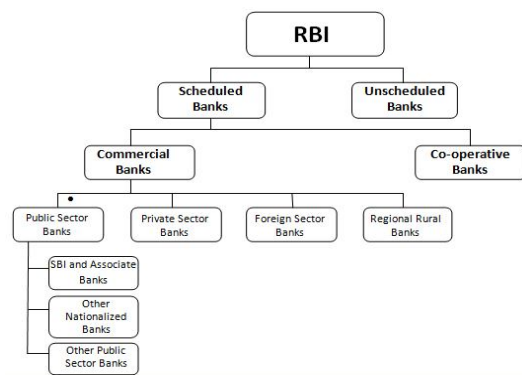 RBI
Scheduled
Banks
Unscheduled
Banks
Commercial
Banks
Co-operative
Banks
Public Sector
Banks
Private Sector
Banks
Foreign Sector
Banks
Regional Rural
Banks
SBI and Associate
Banks
Other
Nationalized
Banks
Other Public
Sector Banks